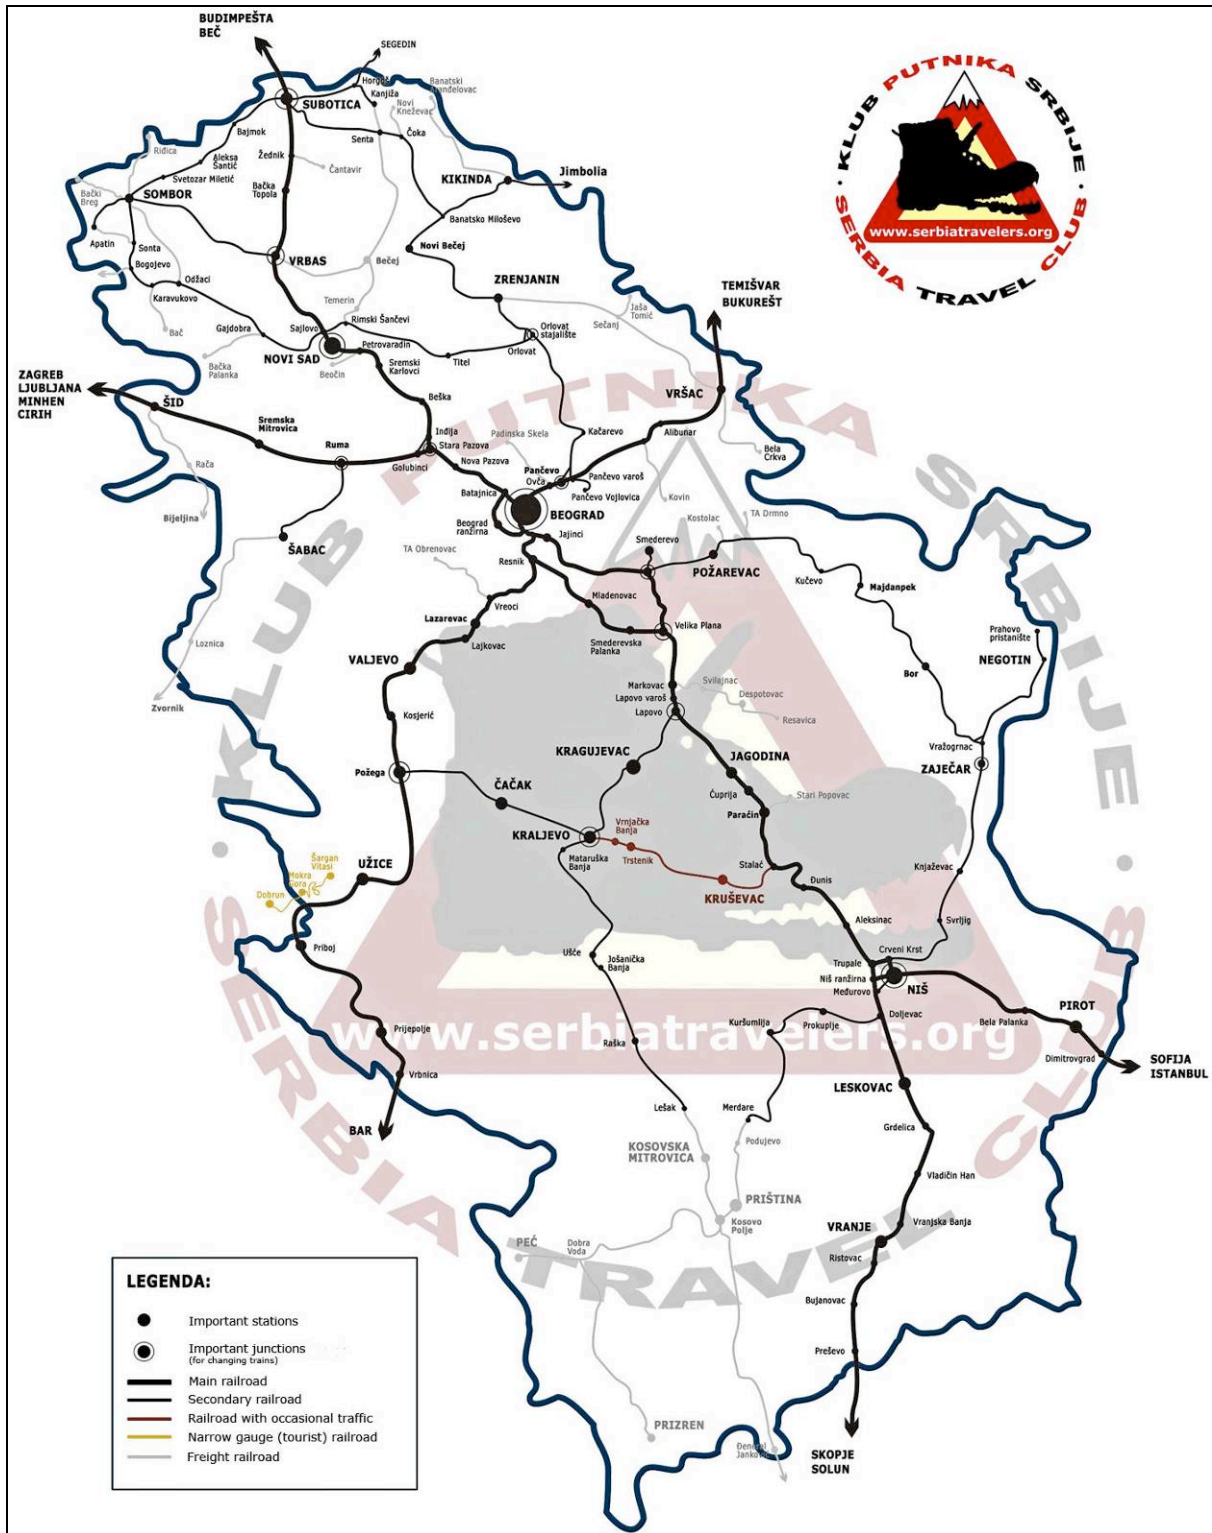 BUDIMPEŠTA
BEČ
SEGEDIN
Horgoš
Kanjiža
Banatski
Aranđelovac
Novi
Kneževac
SUBOTICA
Bajmok
Senta
Čoka
Riđica
Aleksa
Šantić
Žednik
Čantavir
Svetozar Miletić
Bačka
Topola
KIKINDA
Jimbolia
Bački
Breg
SOMBOR
Banatsko Miloševo
Apatin
Sonta
Novi Bečej
Bogojevo
VRBAS
Bečej
Odžaci
Karavukovo
ZRENJANIN
TEMIŠVAR
BUKUREŠT
Temerin
Jaša
Tomić
Sečanj
Bač
Gajdobra
Sajlovo
Rimski Šančevi
Orlovat
stajalište
Orlovat
NOVI SAD
Petrovaradin
Titel
Bačka
Palanka
Beočin
Sremski
Karlovci
ZAGREB
LJUBLJANA
MINHEN
CIRIH
ŠID
VRŠAC
Beška
Sremska
Mitrovica
Ruma
Inđija
Stara Pazova
Golubinci
Nova Pazova
Padinska Skela
Kačarevo
Alibunar
Bela
Crkva
Rača
Pančevo
Ovča
Pančevo varoš
Pančevo Vojlovica
Kovin
Batajnica
BEOGRAD
Bijeljina
Beograd
ranžirna
Jajinci
Kostolac
TA Drmno
ŠABAC
TA Obrenovac
Resnik
Smederevo
POŽAREVAC
Kučevo
Majdanpek
Vreoci
Mladenovac
Lazarevac
Velika Plana
Prahovo
pristanište
Loznica
Lajkovac
Smederevska
Palanka
NEGOTIN
VALJEVO
Bor
Zvornik
Markovac
Svilajnac
Lapovo varoš
Despotovac
Lapovo
Resavica
Kosjerić
Vražogrnac
KRAGUJEVAC
JAGODINA
ZAJEČAR
Požega
ČAČAK
Ćuprija
Stari Popovac
Paraćin
KRALJEVO
Vrnjačka
Banja
Trstenik
Mataruška
Banja
Stalać
UŽICE
Šargan
Vitasi
Mokra
Gora
Dobrun
KRUŠEVAC
Đunis
Knjaževac
Aleksinac
Svrljig
Priboj
Ušće
Jošanička
Banja
Crveni Krst
Trupale
Niš ranžirna
NIŠ
Međurovo
Kuršumlija
Prokuplje
Doljevac
Bela Palanka
PIROT
Prijepolje
Raška
Dimitrovgrad
SOFIJA
ISTANBUL
Vrbnica
LESKOVAC
Lešak
Merdare
BAR
Grdelica
KOSOVSKA
MITROVICA
Podujevo
Vladičin Han
PRIŠTINA
Kosovo
Polje
VRANJE
Vranjska Banja
PEĆ
Dobra
Voda
Ristovac
Bujanovac
Preševo
PRIZREN
Đeneral
Janković
SKOPJE
SOLUN
KLUB PUTNIKA SRBIJE
www.serbiatravelers.org
SERBIA TRAVEL CLUB
KLUB PUTNIKA SRBIJE
www.serbiatravelers.org
SERBIA TRAVEL CLUB
LEGENDA:
Important stations
Important junctions
(for changing trains)
Main railroad
Secondary railroad
Railroad with occasional traffic
Narrow gauge (tourist) railroad
Freight railroad